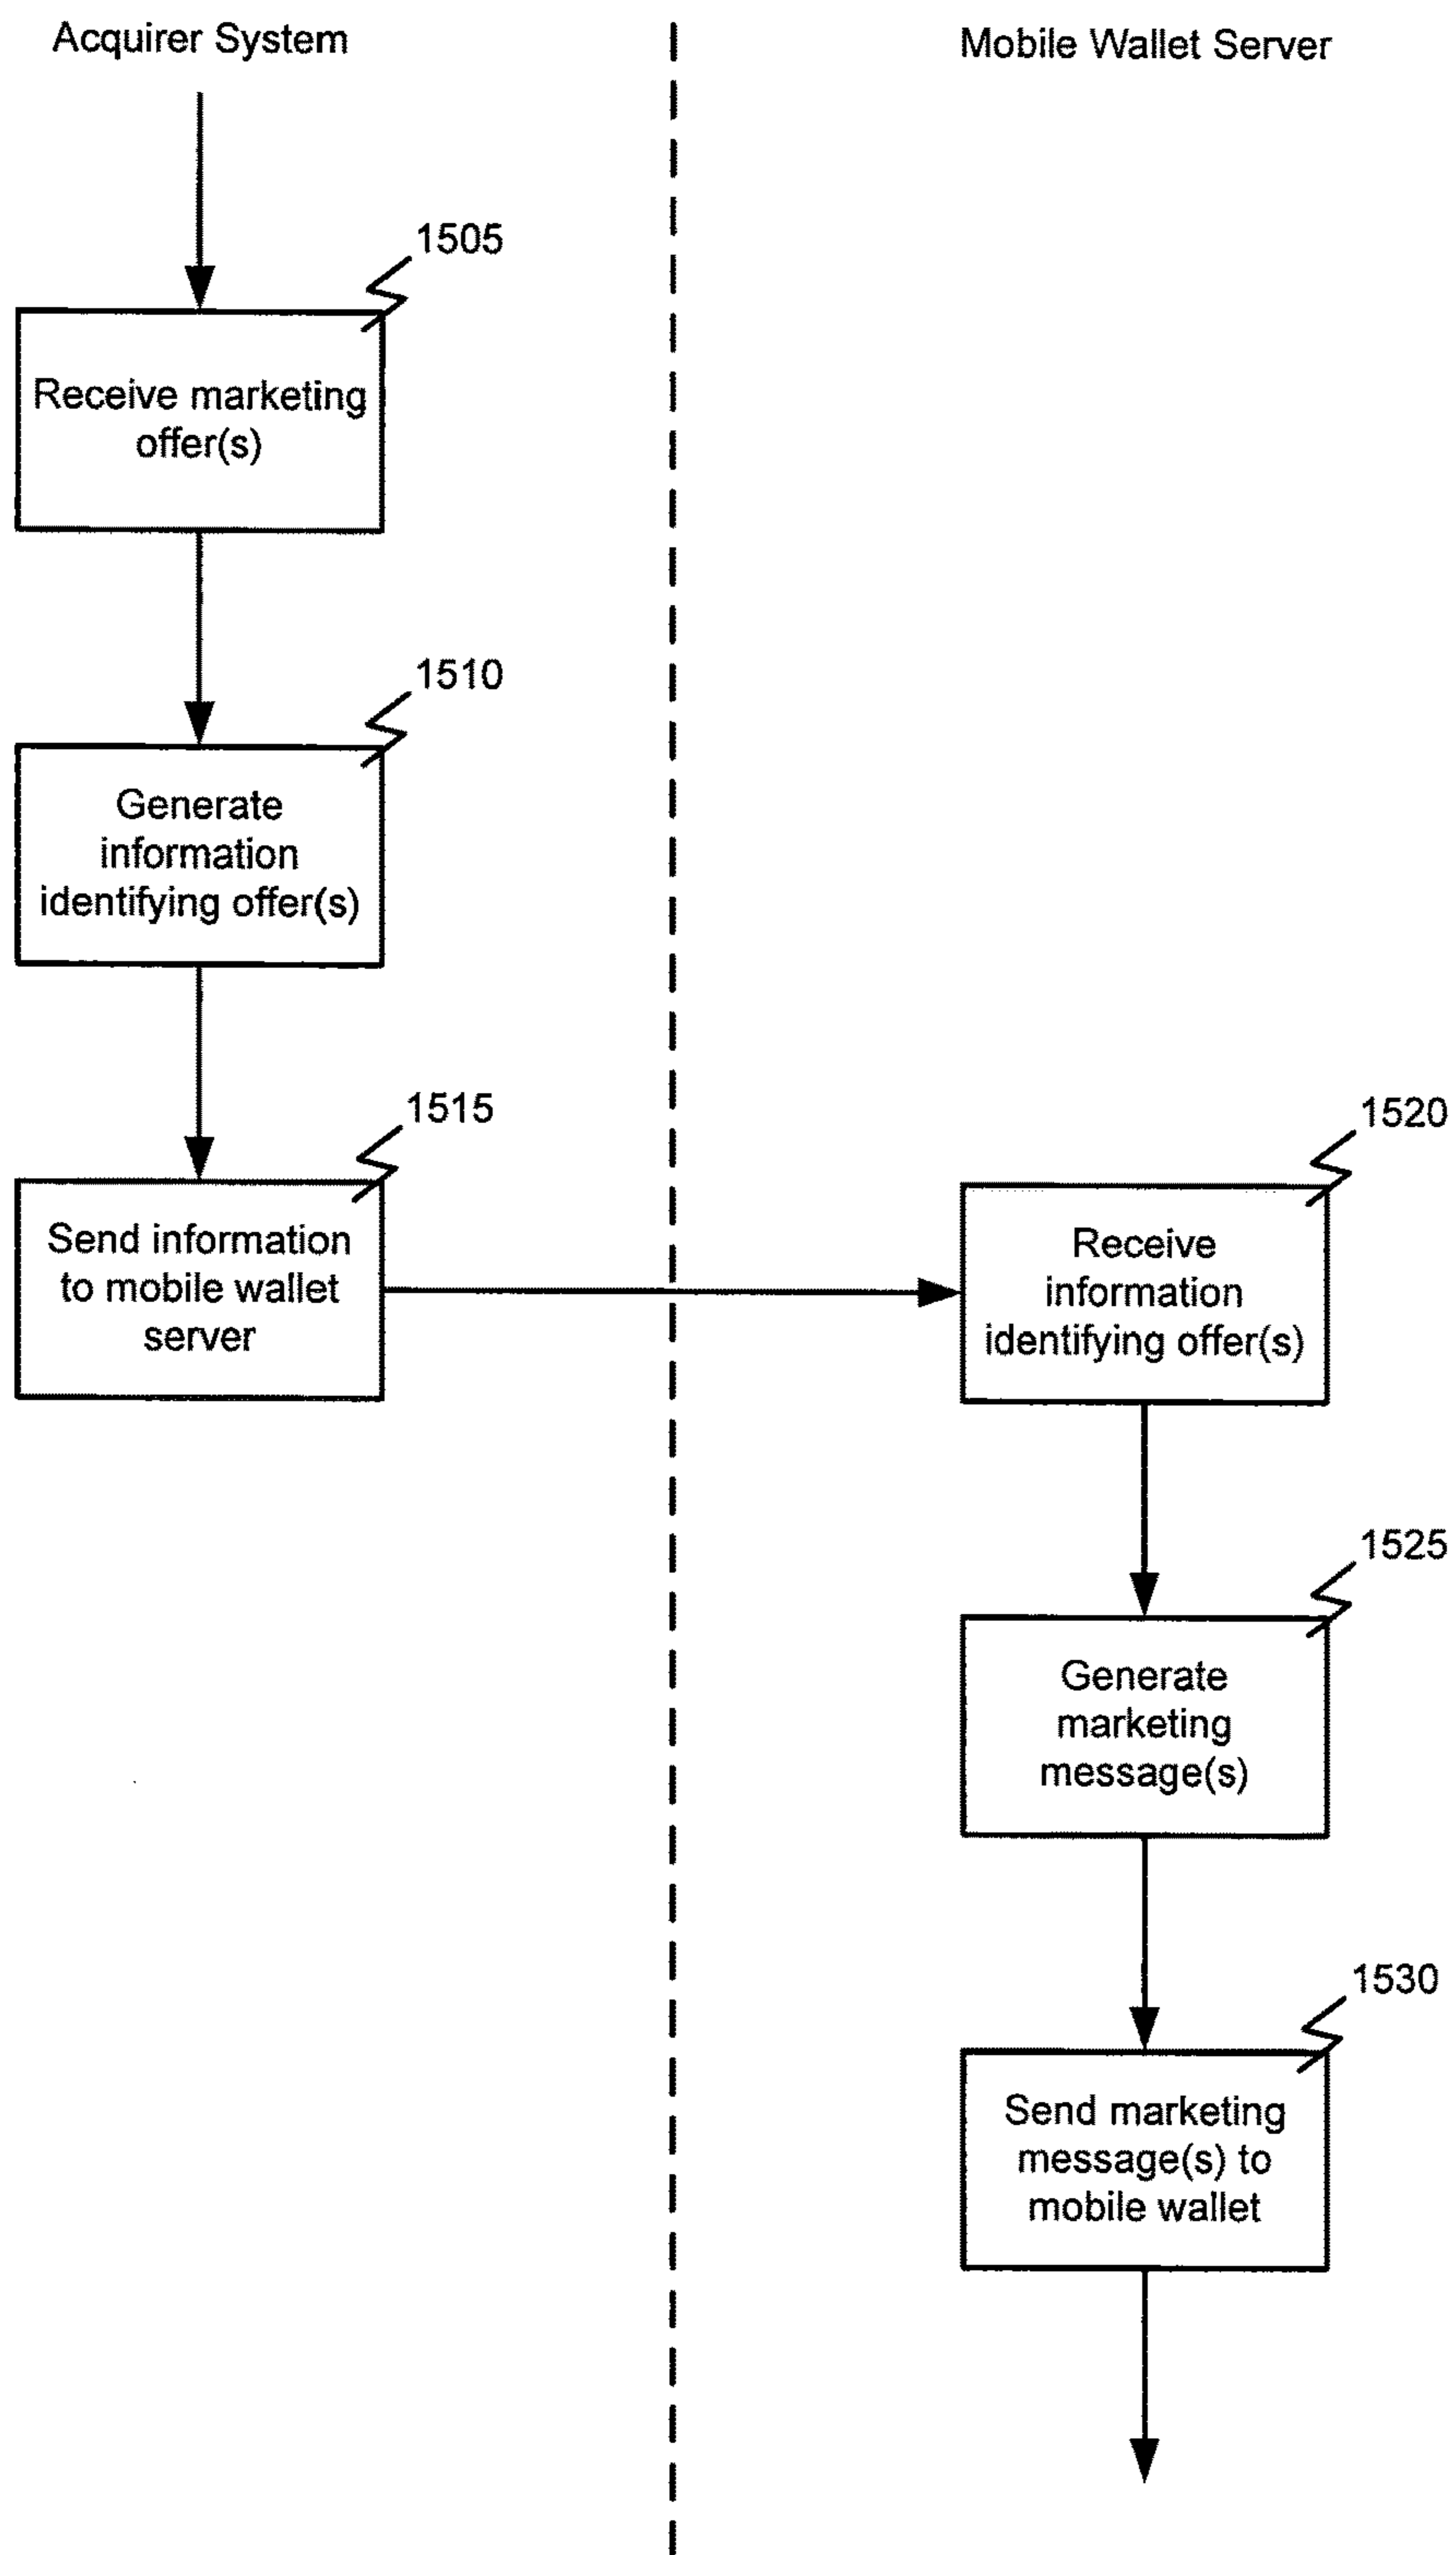 Acquirer System
Mobile Wallet Server
1505
Receive marketing
offer(s)
1510
Generate
information
identifying offer(s)
1515
Send information
to mobile wallet
server
1520
Receive
information
identifying offer(s)
1525
Generate
marketing
message(s)
1530
Send marketing
message(s) to
mobile wallet